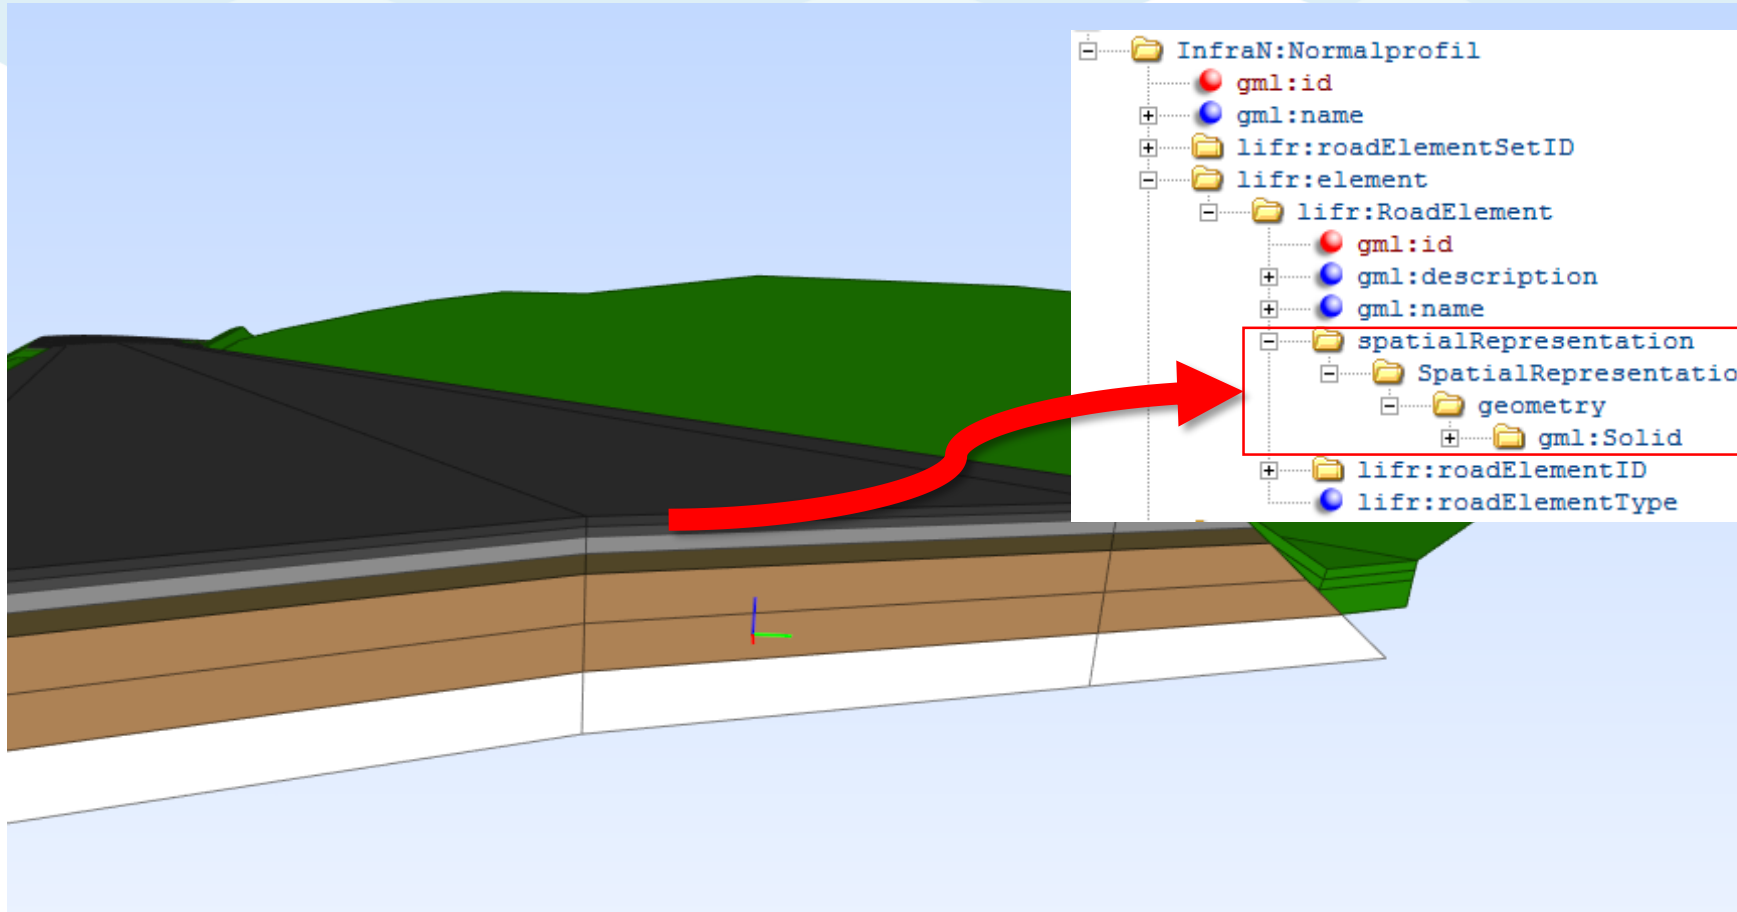 InfraN:Normalprofil
gml:id
gml:name
lifr:roadElementSetID
lifr:element
lifr:RoadElement
gml:id
gml:description
gml:name
spatialRepresentation
SpatialRepresentatio
geometry
gml:Solid
lifr:roadElementID
lifr:roadElementType